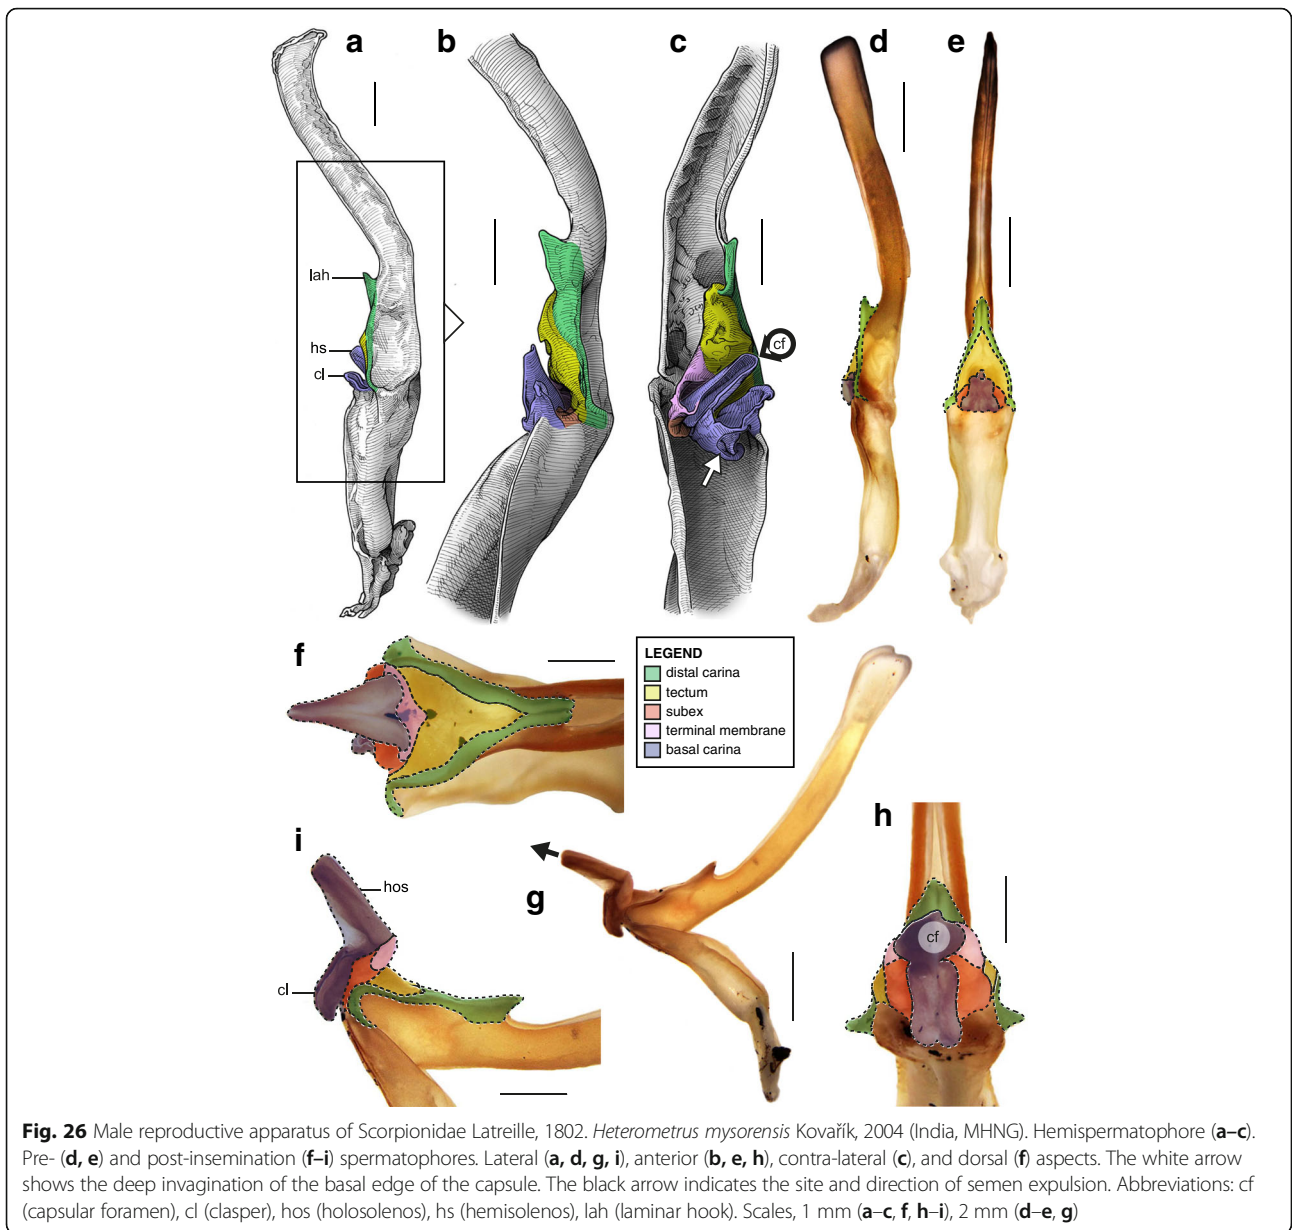 a
b
c
d
e
lah
hs
cl
cf
f
LEGEND
distal carina
tectum
subex
terminal membrane
basal carina
i
hos
cl
g
h
cf
Fig. 26 Male reproductive apparatus of Scorpionidae Latreille, 1802. Heterometrus mysorensis Kovařík, 2004 (India, MHNG). Hemispermatophore (a–c).
Pre- (d, e) and post-insemination (f–i) spermatophores. Lateral (a, d, g, i), anterior (b, e, h), contra-lateral (c), and dorsal (f) aspects. The white arrow
shows the deep invagination of the basal edge of the capsule. The black arrow indicates the site and direction of semen expulsion. Abbreviations: cf
(capsular foramen), cl (clasper), hos (holosolenos), hs (hemisolenos), lah (laminar hook). Scales, 1 mm (a–c, f, h–i), 2 mm (d–e, g)